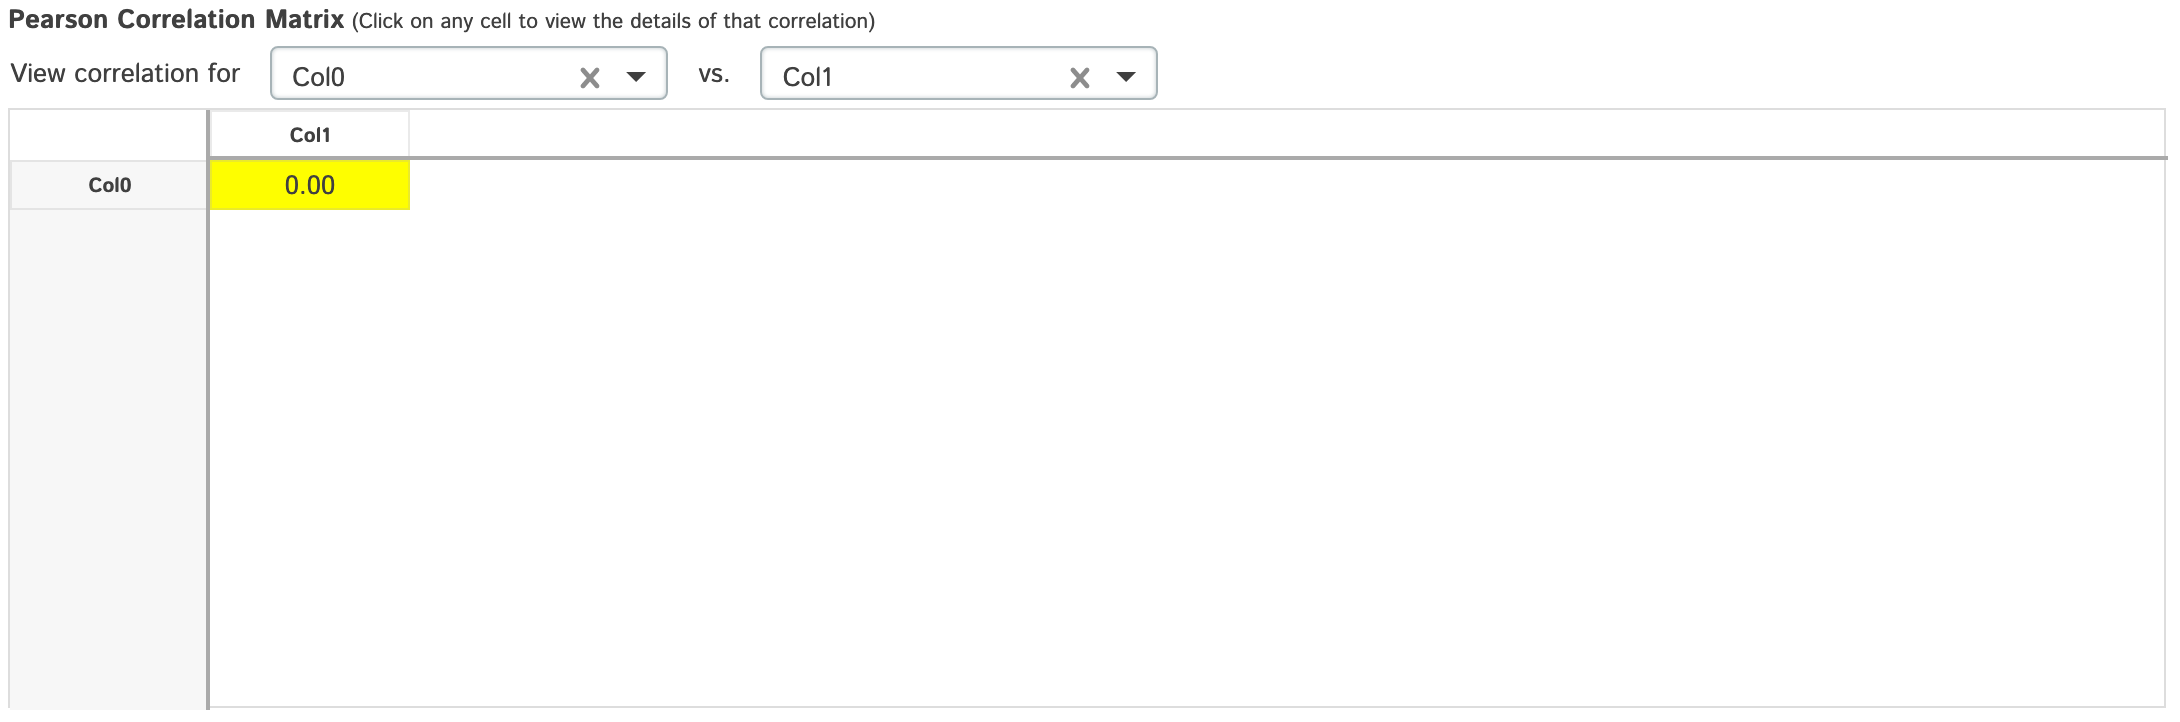 Pearson Correlation Matrix (Click on any cell to view the details of that correlation)
View correlation for Col0 vs. Col1
Col1
Col0 0.00